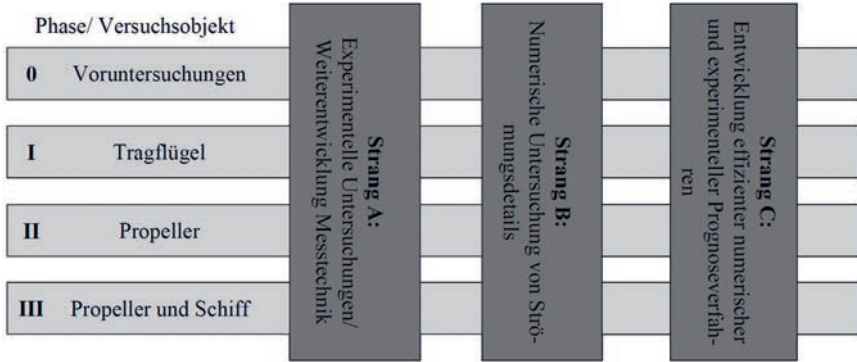 Phase/ Versuchsobjekt
0 Voruntersuchungen
I Tragflügel
II Propeller
III Propeller und Schiff
Strang A:
Experimentelle Untersuchungen/
Weiterentwicklung Messtechnik
Strang B:
Numerische Untersuchung von Strö-
mungsdetails
Strang C:
Entwicklung effizienter numerischer
und experimenteller Prognoseverfah-
ren